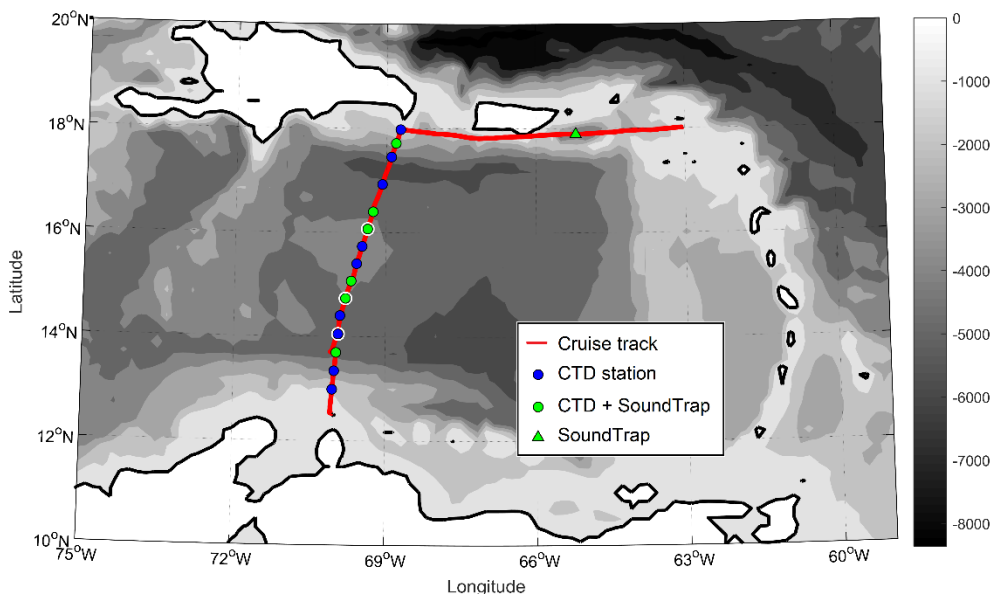 20°N
18°N
16°N
14°N
12°N
10°N
Latitude
75°W
72°W
69°W
66°W
63°W
60°W
Longitude
Cruise track
CTD station
CTD + SoundTrap
SoundTrap
0
-1000
-2000
-3000
-4000
-5000
-6000
-7000
-8000